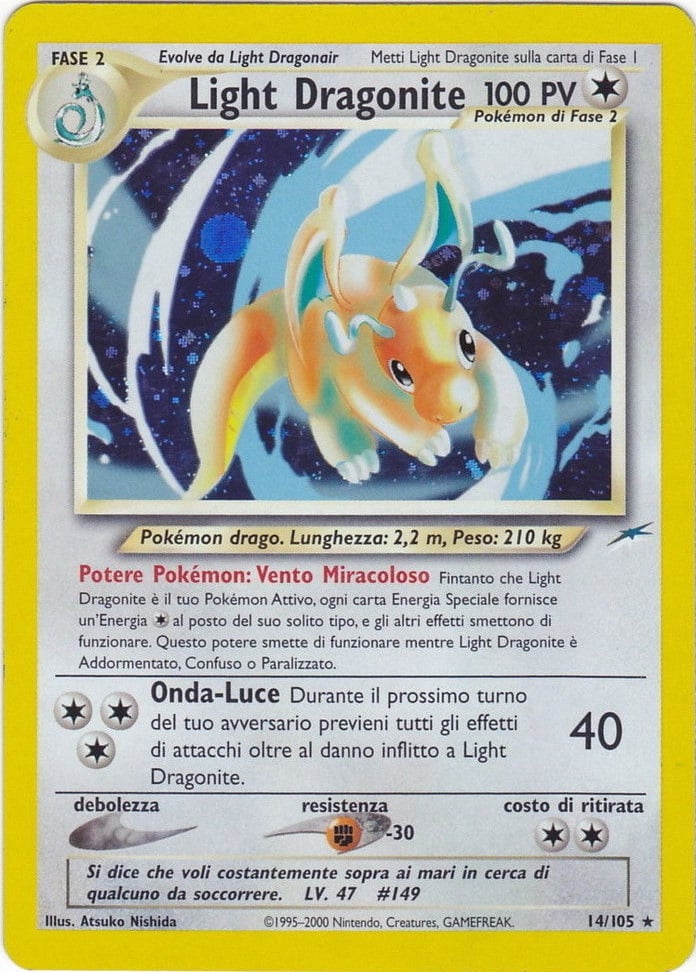 FASE 2
Evolve da Light Dragonair
Metti Light Dragonite sulla carta di Fase 1
Light Dragonite 100 PV
Pokémon di Fase 2
Pokémon drago. Lunghezza: 2,2 m, Peso: 210 kg
Potere Pokémon: Vento Miracoloso Fintanto che Light
Dragonite è il tuo Pokémon Attivo, ogni carta Energia Speciale fornisce
un'Energia al posto del suo solito tipo, e gli altri effetti smettono di
funzionare. Questo potere smette di funzionare mentre Light Dragonite è
Addormentato, Confuso o Paralizzato.
Onda-Luce Durante il prossimo turno
del tuo avversario previeni tutti gli effetti
di attacchi oltre al danno inflitto a Light
Dragonite.
40
debolezza
resistenza
costo di ritirata
-30
Si dice che voli costantemente sopra ai mari in cerca di
qualcuno da soccorrere. LV. 47 #149
Illus. Atsuko Nishida
©1995-2000 Nintendo, Creatures, GAMEFREAK.
14/105 ★